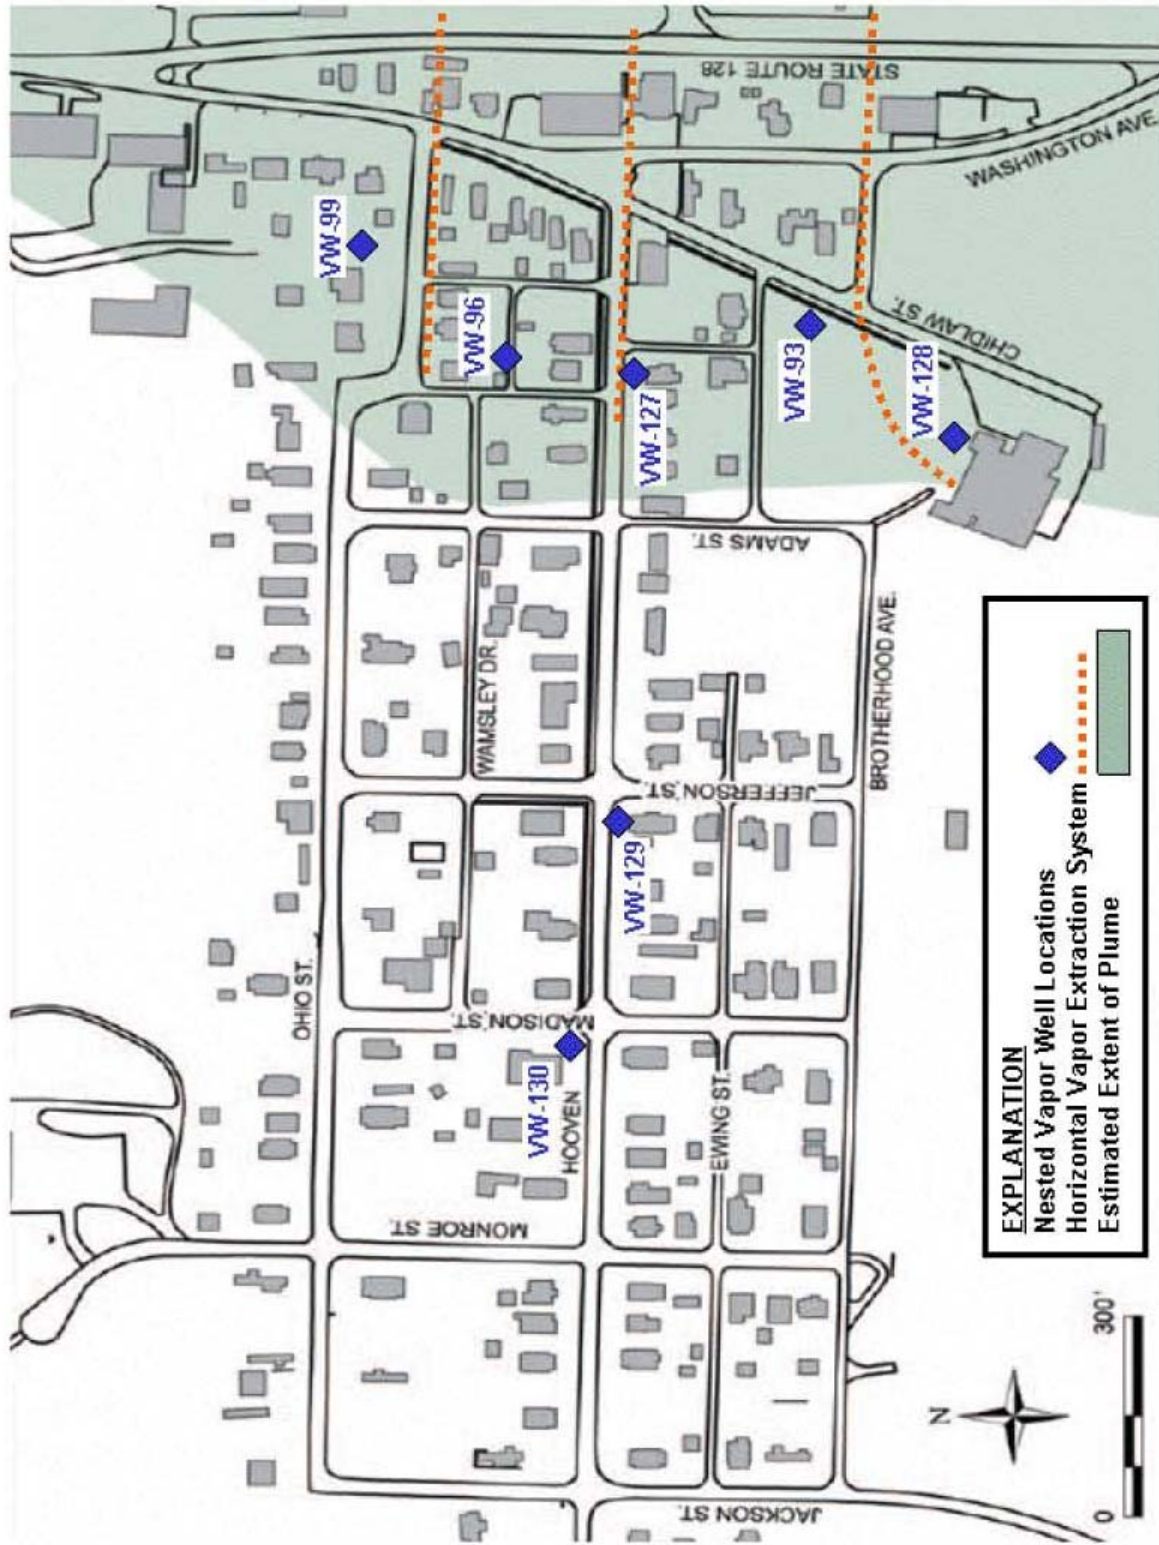 STATE ROUTE 128
WASHINGTON AVE.
CHIDLAW ST.
VW-99
VW-96
VW-127
VW-93
VW-128
ADAMS ST.
WAMSLEY DR.
BROTHERHOOD AVE.
JEFFERSON ST.
VW-129
OHIO ST.
MADISON ST.
VW-130
HOOVEN
EWING ST.
MONROE ST.
JACKSON ST.
EXPLANATION
Nested Vapor Well Locations
Horizontal Vapor Extraction System
Estimated Extent of Plume
N
0 300'